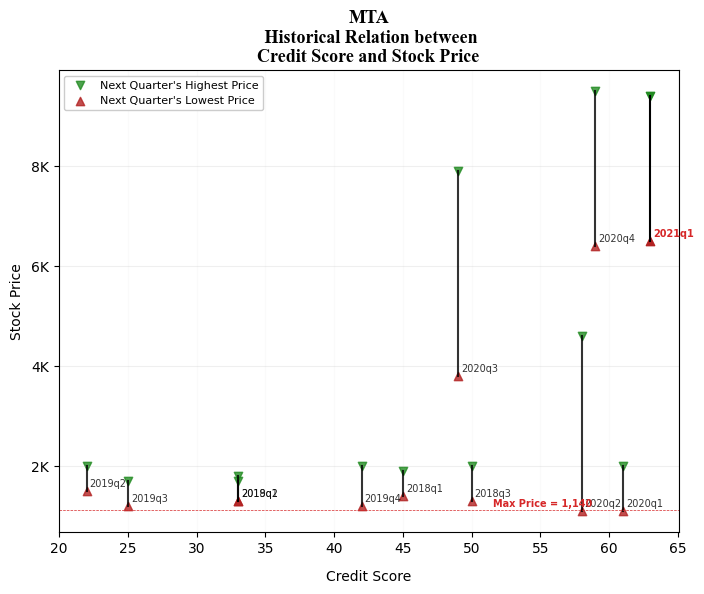 MTA
Historical Relation between
Credit Score and Stock Price
Next Quarter's Highest Price
Next Quarter's Lowest Price
Stock Price
8K
6K
4K
2K
2021q1
2020q4
2020q3
2019q2
2019q3
2019q4
2018q1
2018q3
Max Price = 1,140
2020q2
2020q1
20
25
30
35
40
45
50
55
60
65
Credit Score